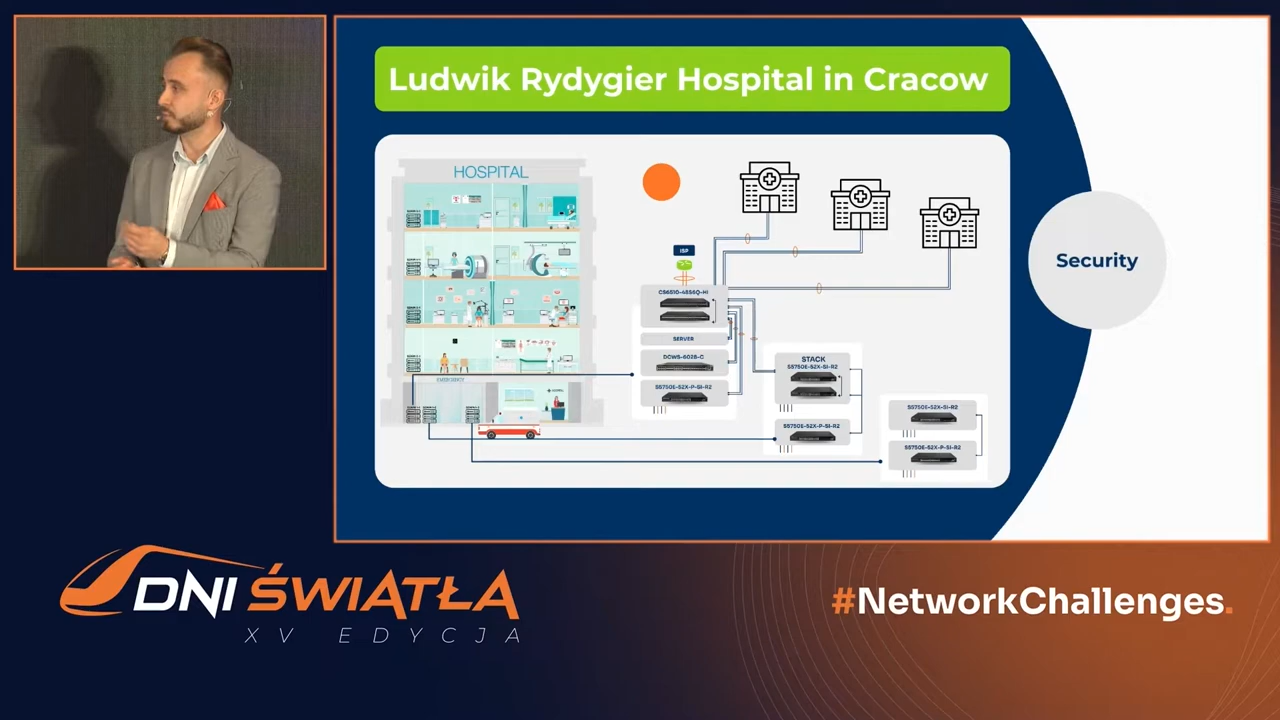 Ludwik Rydygier Hospital in Cracow
HOSPITAL
EMERGENCY
ISP
CS6510-48S6Q-HI
SERVER
DCWS-6028-C
S5750E-52X-P-SI-R2
STACK
S5750E-52X-SI-R2
S5750E-52X-P-SI-R2
S5750E-52X-SI-R2
S5750E-52X-P-SI-R2
Security
DNI ŚWIATŁA
XV EDYCJA
#NetworkChallenges.